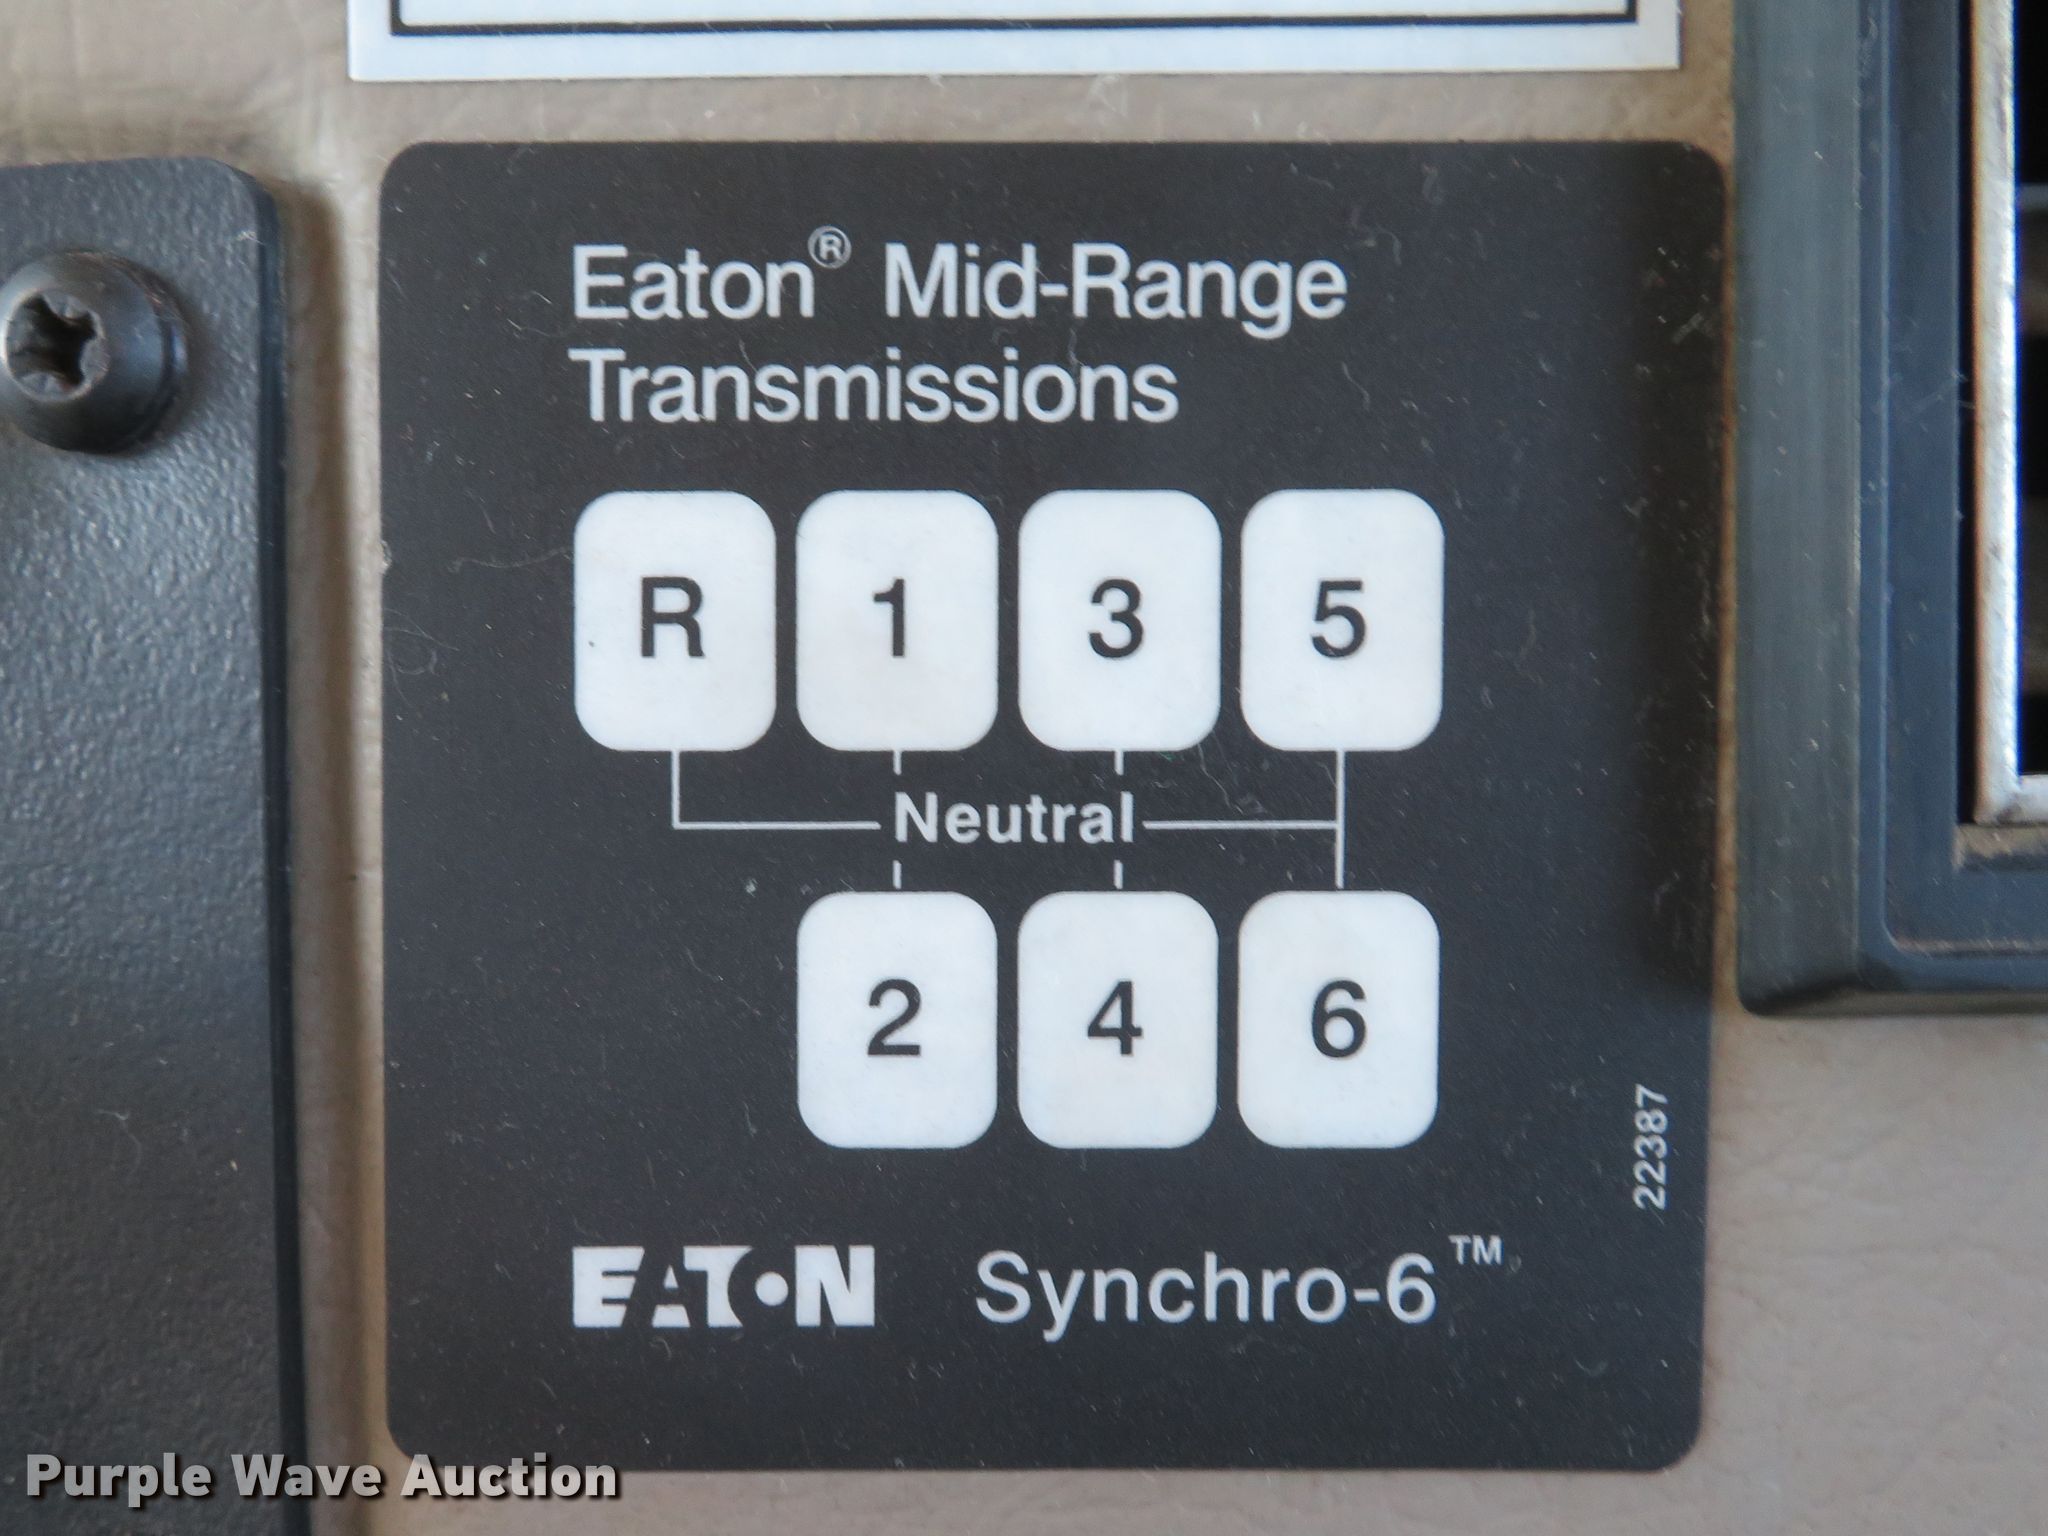 Eaton® Mid-Range
Transmissions
R 1 3 5
Neutral
2 4 6
22387
EATON Synchro-6™
Purple Wave Auction